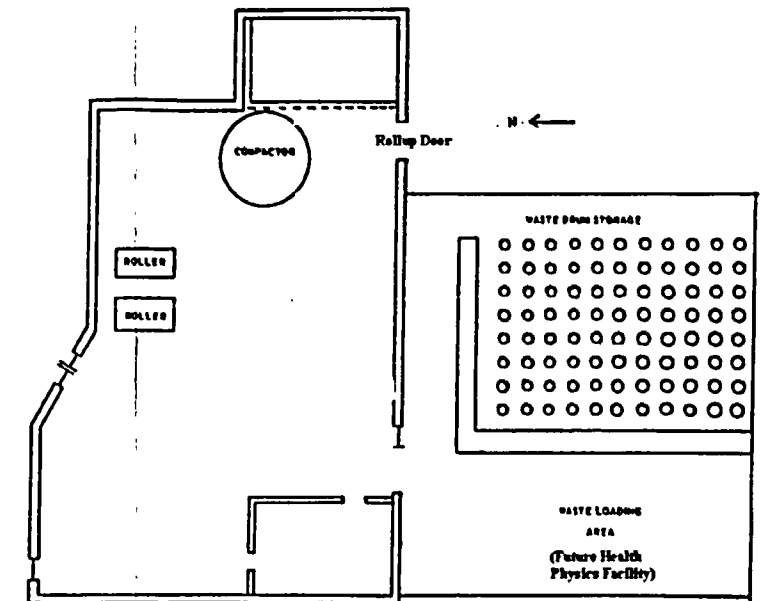 N
Rollup Door
COMPACTOR
WASTE DRUM STORAGE
ROLLER
ROLLER
WASTE LOADING
AREA
(Future Health
Physics Facility)